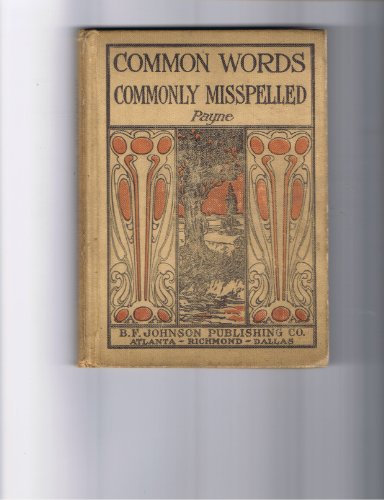 COMMON WORDS
COMMONLY MISSPELLED
Payne
B.F. JOHNSON PUBLISHING CO.
ATLANTA - RICHMOND - DALLAS